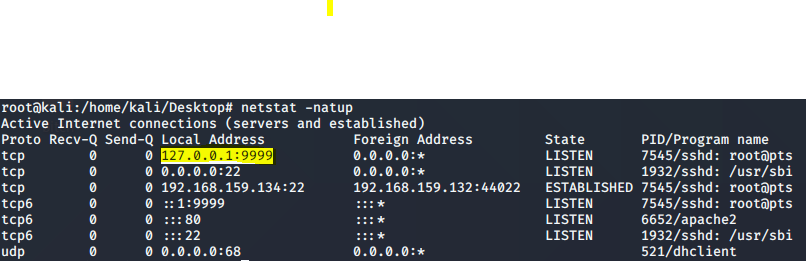 root@kali:/home/kali/Desktop# netstat -natup
Active Internet connections (servers and established)
Proto Recv-Q Send-Q Local Address           Foreign Address         State       PID/Program name
tcp        0      0 127.0.0.1:9999          0.0.0.0:*               LISTEN      7545/sshd: root@pts
tcp        0      0 0.0.0.0:22              0.0.0.0:*               LISTEN      1932/sshd: /usr/sbi
tcp        0      0 192.168.159.134:22      192.168.159.132:44022   ESTABLISHED 7545/sshd: root@pts
tcp6       0      0 ::1:9999                :::*                    LISTEN      7545/sshd: root@pts
tcp6       0      0 :::80                   :::*                    LISTEN      6652/apache2
tcp6       0      0 :::22                   :::*                    LISTEN      1932/sshd: /usr/sbi
udp        0      0 0.0.0.0:68              0.0.0.0:*                           521/dhclient